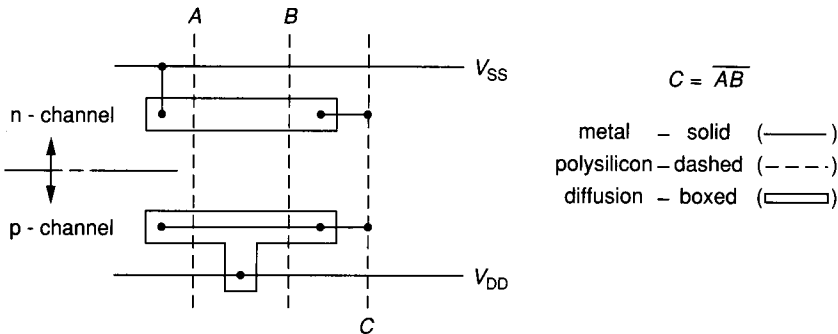 A B
V_SS
C = \overline{AB}
n - channel
metal – solid (———)
polysilicon – dashed (– – – –)
diffusion – boxed (▭)
p - channel
V_DD
C